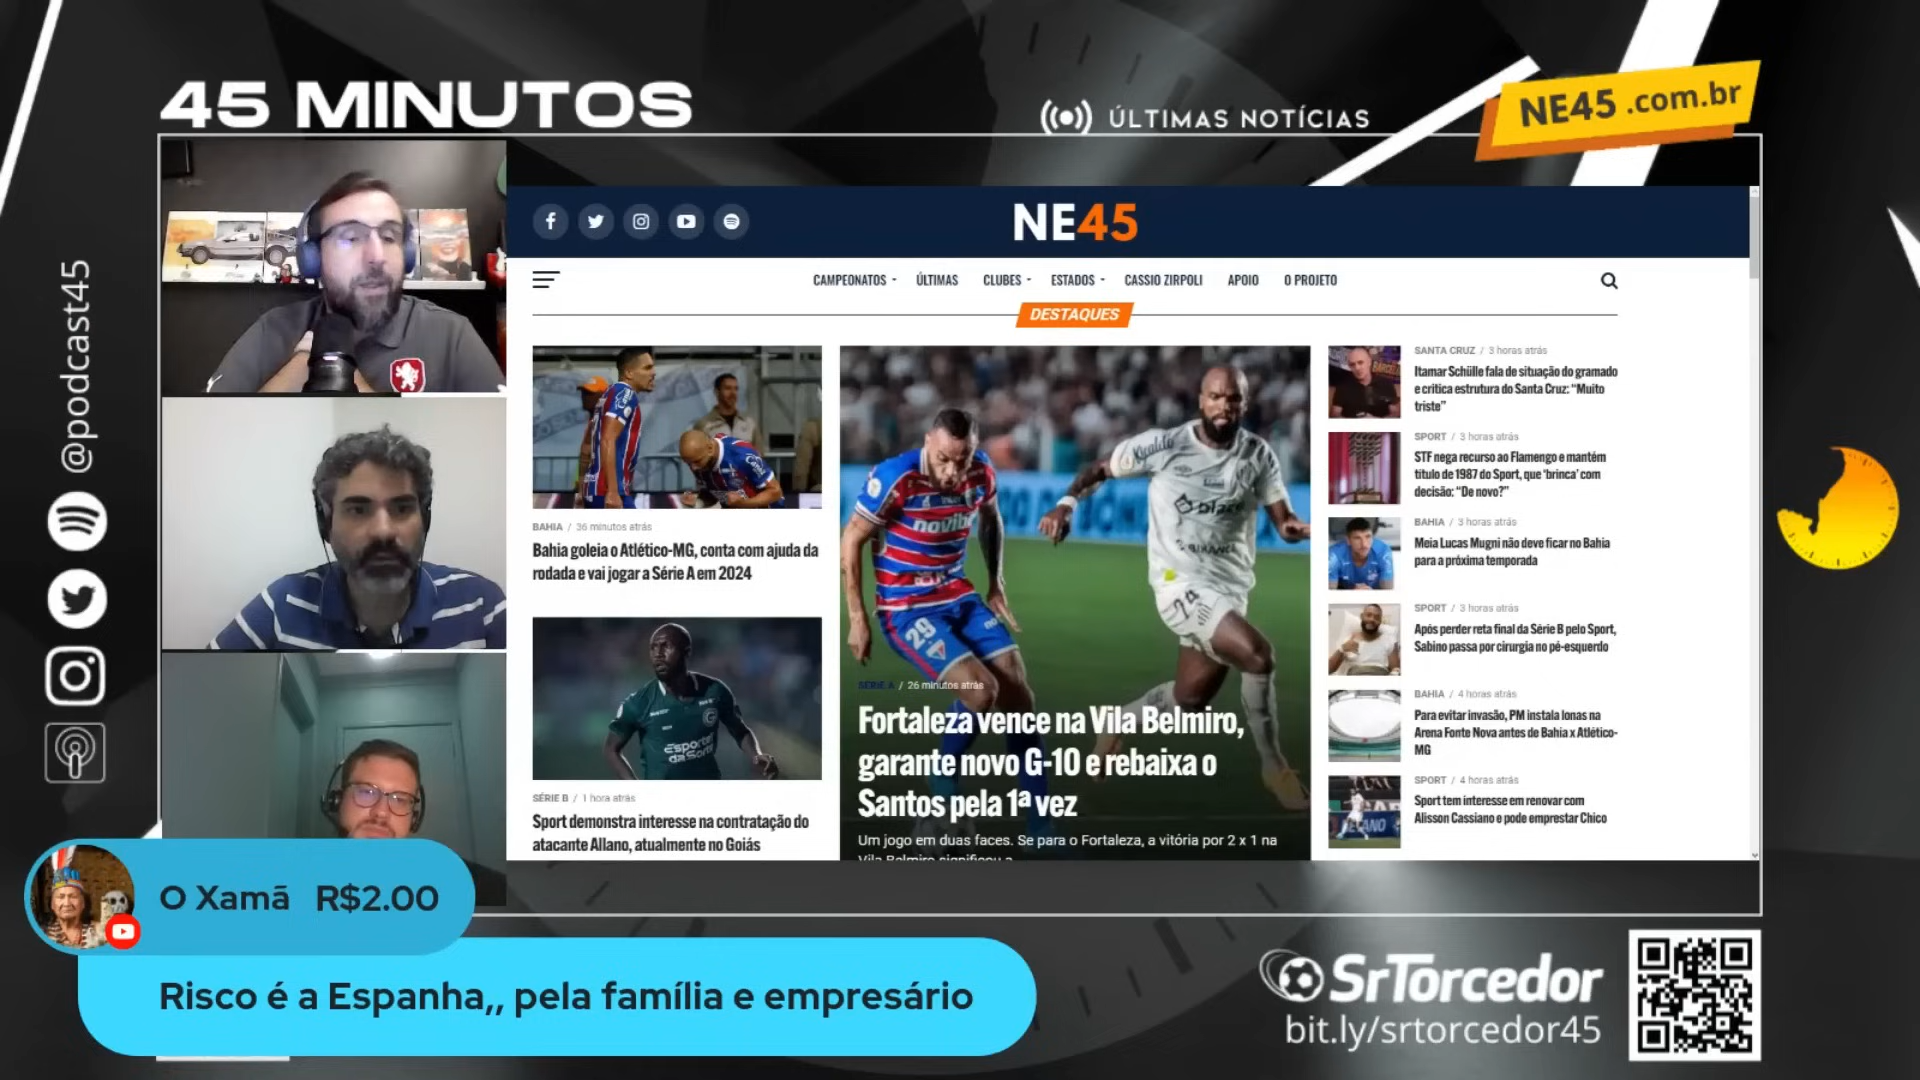 45 MINUTOS
ÚLTIMAS NOTÍCIAS
NE45 .com.br
@podcast45
NE45
CAMPEONATOS
ÚLTIMAS
CLUBES
ESTADOS
CASSIO ZIRPOLI
APOIO
O PROJETO
DESTAQUES
BAHIA / 36 minutos atrás
Bahia goleia o Atlético-MG, conta com ajuda da
rodada e vai jogar a Série A em 2024
Esportes
da Sorte
SÉRIE B / 1 hora atrás
Sport demonstra interesse na contratação do
atacante Allano, atualmente no Goiás
novibet
29
blaze
SÉRIE A / 26 minutos atrás
Fortaleza vence na Vila Belmiro,
garante novo G-10 e rebaixa o
Santos pela 1ª vez
Um jogo em duas faces. Se para o Fortaleza, a vitória por 2 x 1 na
Vila Belmiro significou a
SANTA CRUZ / 3 horas atrás
Itamar Schülle fala de situação do gramado
e critica estrutura do Santa Cruz: “Muito
triste”
SPORT / 3 horas atrás
STF nega recurso ao Flamengo e mantém
título de 1987 do Sport, que ‘brinca’ com
decisão: “De novo?”
BAHIA / 3 horas atrás
Meia Lucas Mugni não deve ficar no Bahia
para a próxima temporada
SPORT / 3 horas atrás
Após perder reta final da Série B pelo Sport,
Sabino passa por cirurgia no pé-esquerdo
BAHIA / 4 horas atrás
Para evitar invasão, PM instala lonas na
Arena Fonte Nova antes de Bahia x Atlético-
MG
SPORT / 4 horas atrás
Sport tem interesse em renovar com
Alisson Cassiano e pode emprestar Chico
O Xamã R$2.00
Risco é a Espanha,, pela família e empresário
SrTorcedor
bit.ly/srtorcedor45